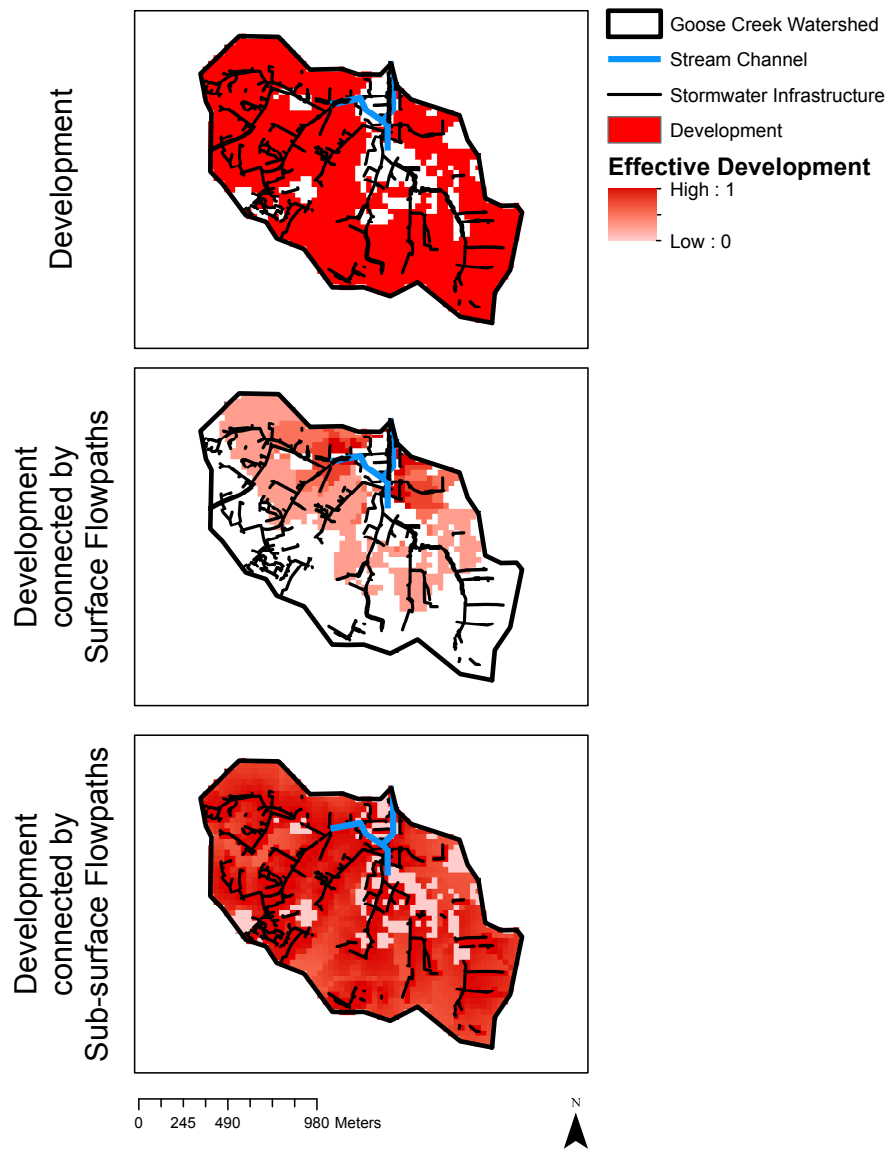 Goose Creek Watershed
Stream Channel
Stormwater Infrastructure
Development
Effective Development
High : 1
Low : 0
Development
Development
connected by
Surface Flowpaths
Development
connected by
Sub-surface Flowpaths
0 245 490 980 Meters
N